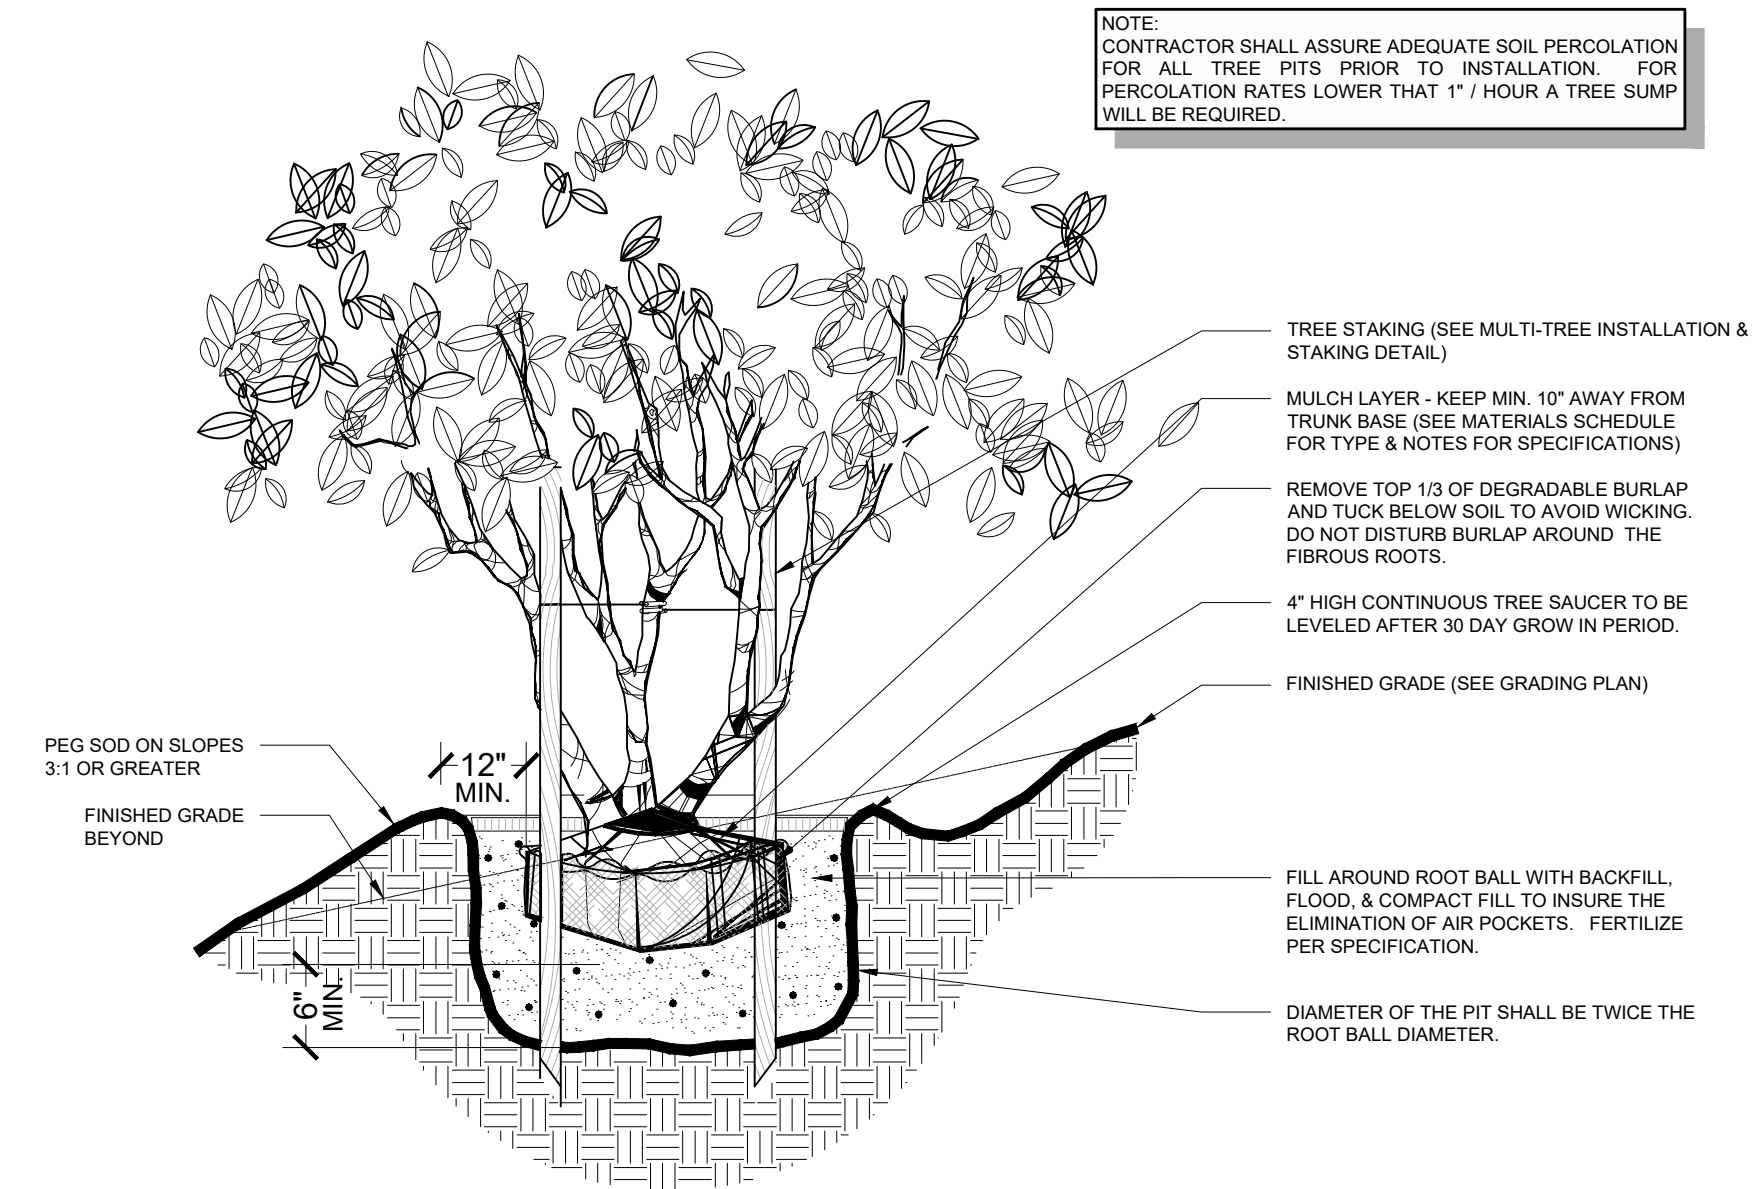 NOTE:
CONTRACTOR SHALL ASSURE ADEQUATE SOIL PERCOLATION
FOR ALL TREE PITS PRIOR TO INSTALLATION. FOR
PERCOLATION RATES LOWER THAT 1" / HOUR A TREE SUMP
WILL BE REQUIRED.
TREE STAKING (SEE MULTI-TREE INSTALLATION &
STAKING DETAIL)
MULCH LAYER - KEEP MIN. 10" AWAY FROM
TRUNK BASE (SEE MATERIALS SCHEDULE
FOR TYPE & NOTES FOR SPECIFICATIONS)
REMOVE TOP 1/3 OF DEGRADABLE BURLAP
AND TUCK BELOW SOIL TO AVOID WICKING.
DO NOT DISTURB BURLAP AROUND THE
FIBROUS ROOTS.
4" HIGH CONTINUOUS TREE SAUCER TO BE
LEVELED AFTER 30 DAY GROW IN PERIOD.
FINISHED GRADE (SEE GRADING PLAN)
PEG SOD ON SLOPES
3:1 OR GREATER
12"
MIN.
FINISHED GRADE
BEYOND
FILL AROUND ROOT BALL WITH BACKFILL,
FLOOD, & COMPACT FILL TO INSURE THE
ELIMINATION OF AIR POCKETS. FERTILIZE
PER SPECIFICATION.
6"
MIN.
DIAMETER OF THE PIT SHALL BE TWICE THE
ROOT BALL DIAMETER.